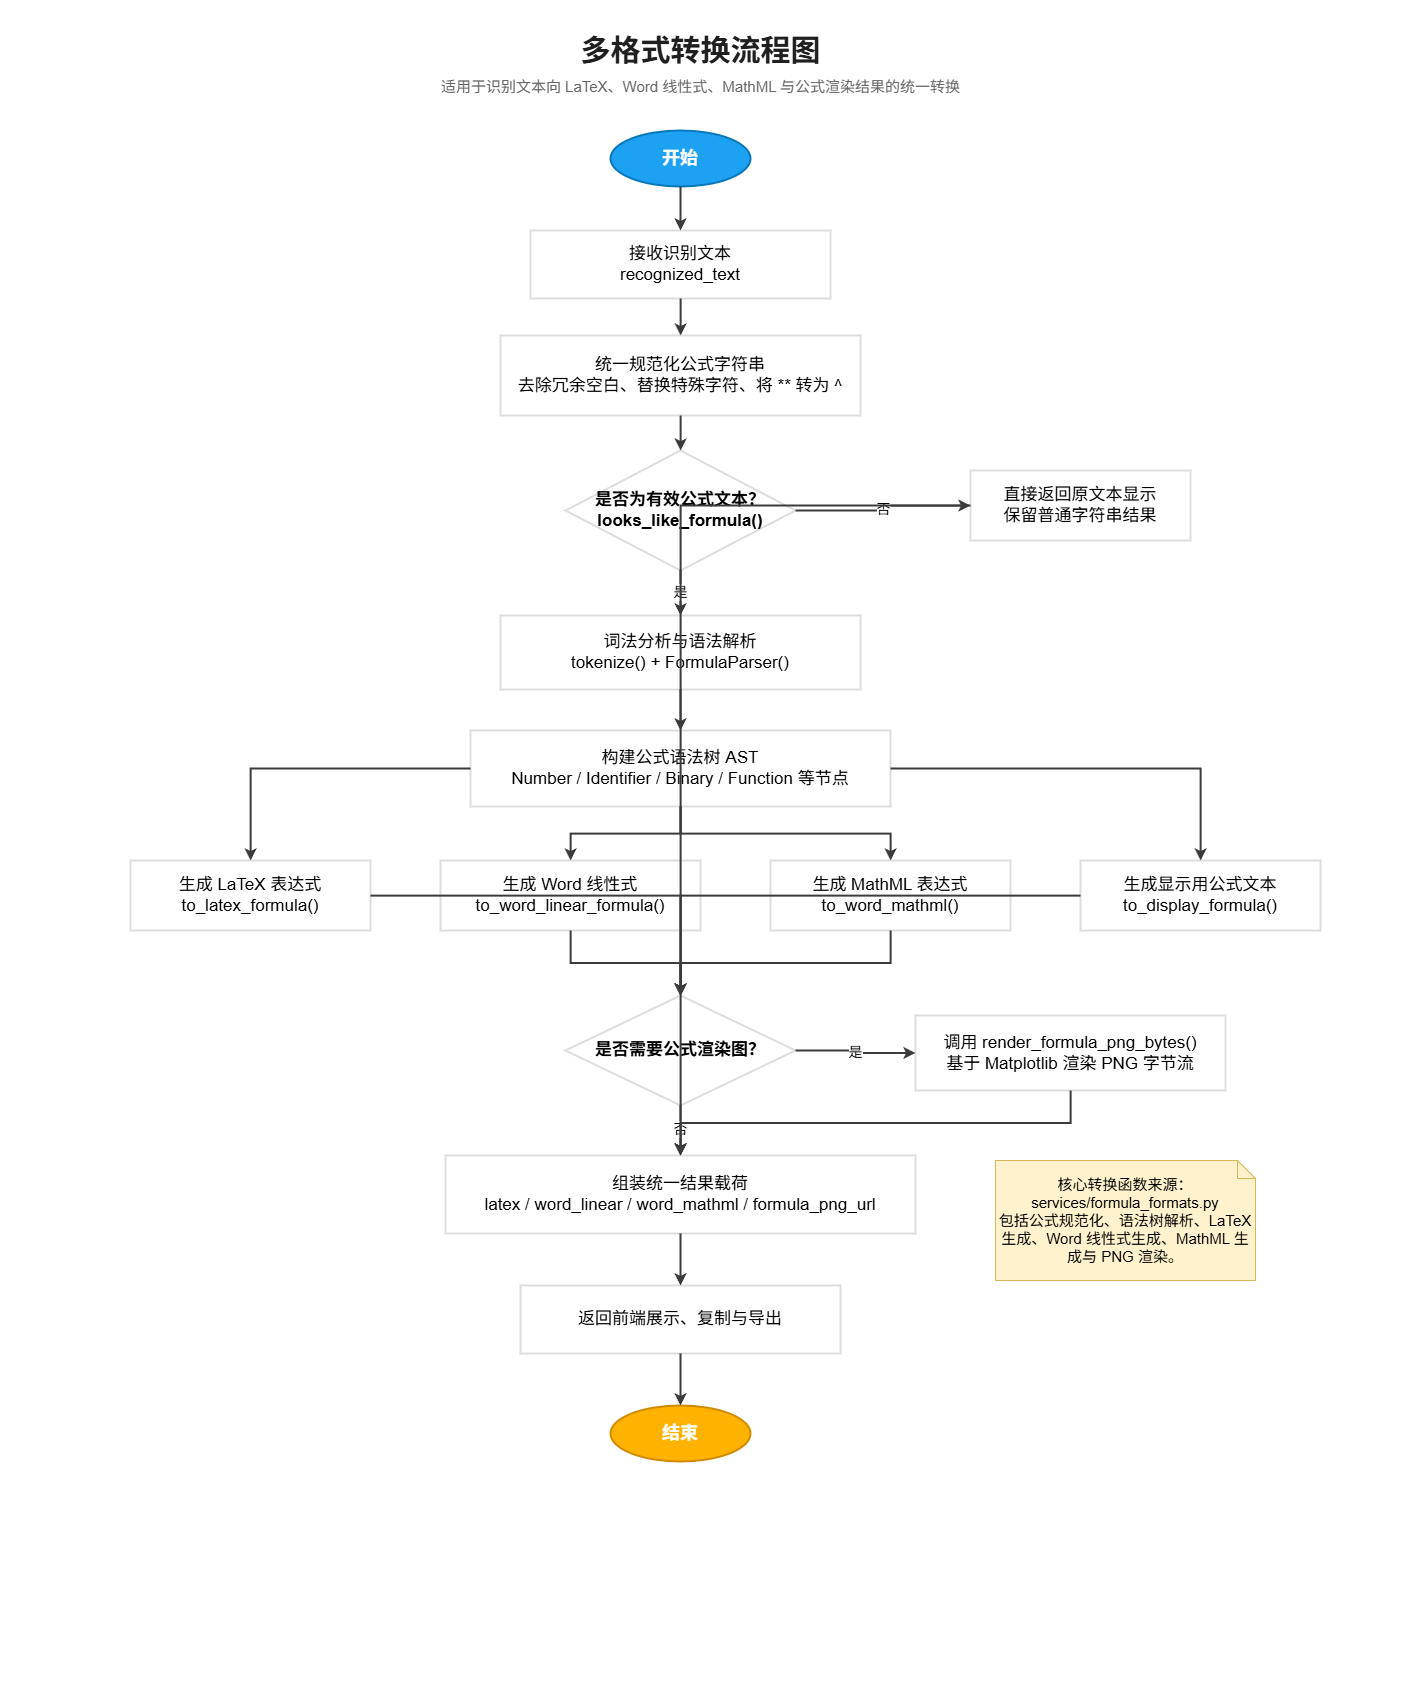 多格式转换流程图
适用于识别文本向 LaTeX、Word 线性式、MathML 与公式渲染结果的统一转换
开始
接收识别文本
recognized_text
统一规范化公式字符串
去除冗余空白、替换特殊字符、将 ** 转为 ^
是否为有效公式文本?
looks_like_formula()
否
直接返回原文本显示
保留普通字符串结果
是
词法分析与语法解析
tokenize() + FormulaParser()
构建公式语法树 AST
Number / Identifier / Binary / Function 等节点
生成 LaTeX 表达式
to_latex_formula()
生成 Word 线性式
to_word_linear_formula()
生成 MathML 表达式
to_word_mathml()
生成显示用公式文本
to_display_formula()
是否需要公式渲染图?
是
调用 render_formula_png_bytes()
基于 Matplotlib 渲染 PNG 字节流
否
组装统一结果载荷
latex / word_linear / word_mathml / formula_png_url
核心转换函数来源：
services/formula_formats.py
包括公式规范化、语法树解析、LaTeX
生成、Word 线性式生成、MathML 生
成与 PNG 渲染。
返回前端展示、复制与导出
结束